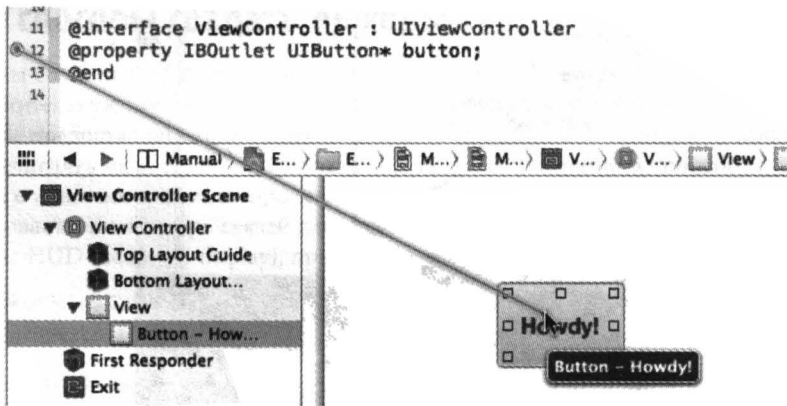 11 @interface ViewController : UIViewController
12 @property IBOutlet UIButton* button;
13 @end
14
Manual E... E... M... M... V... V... View
View Controller Scene
View Controller
Top Layout Guide
Bottom Layout...
View
Button – How...
First Responder
Exit
Howdy!
Button – Howdy!